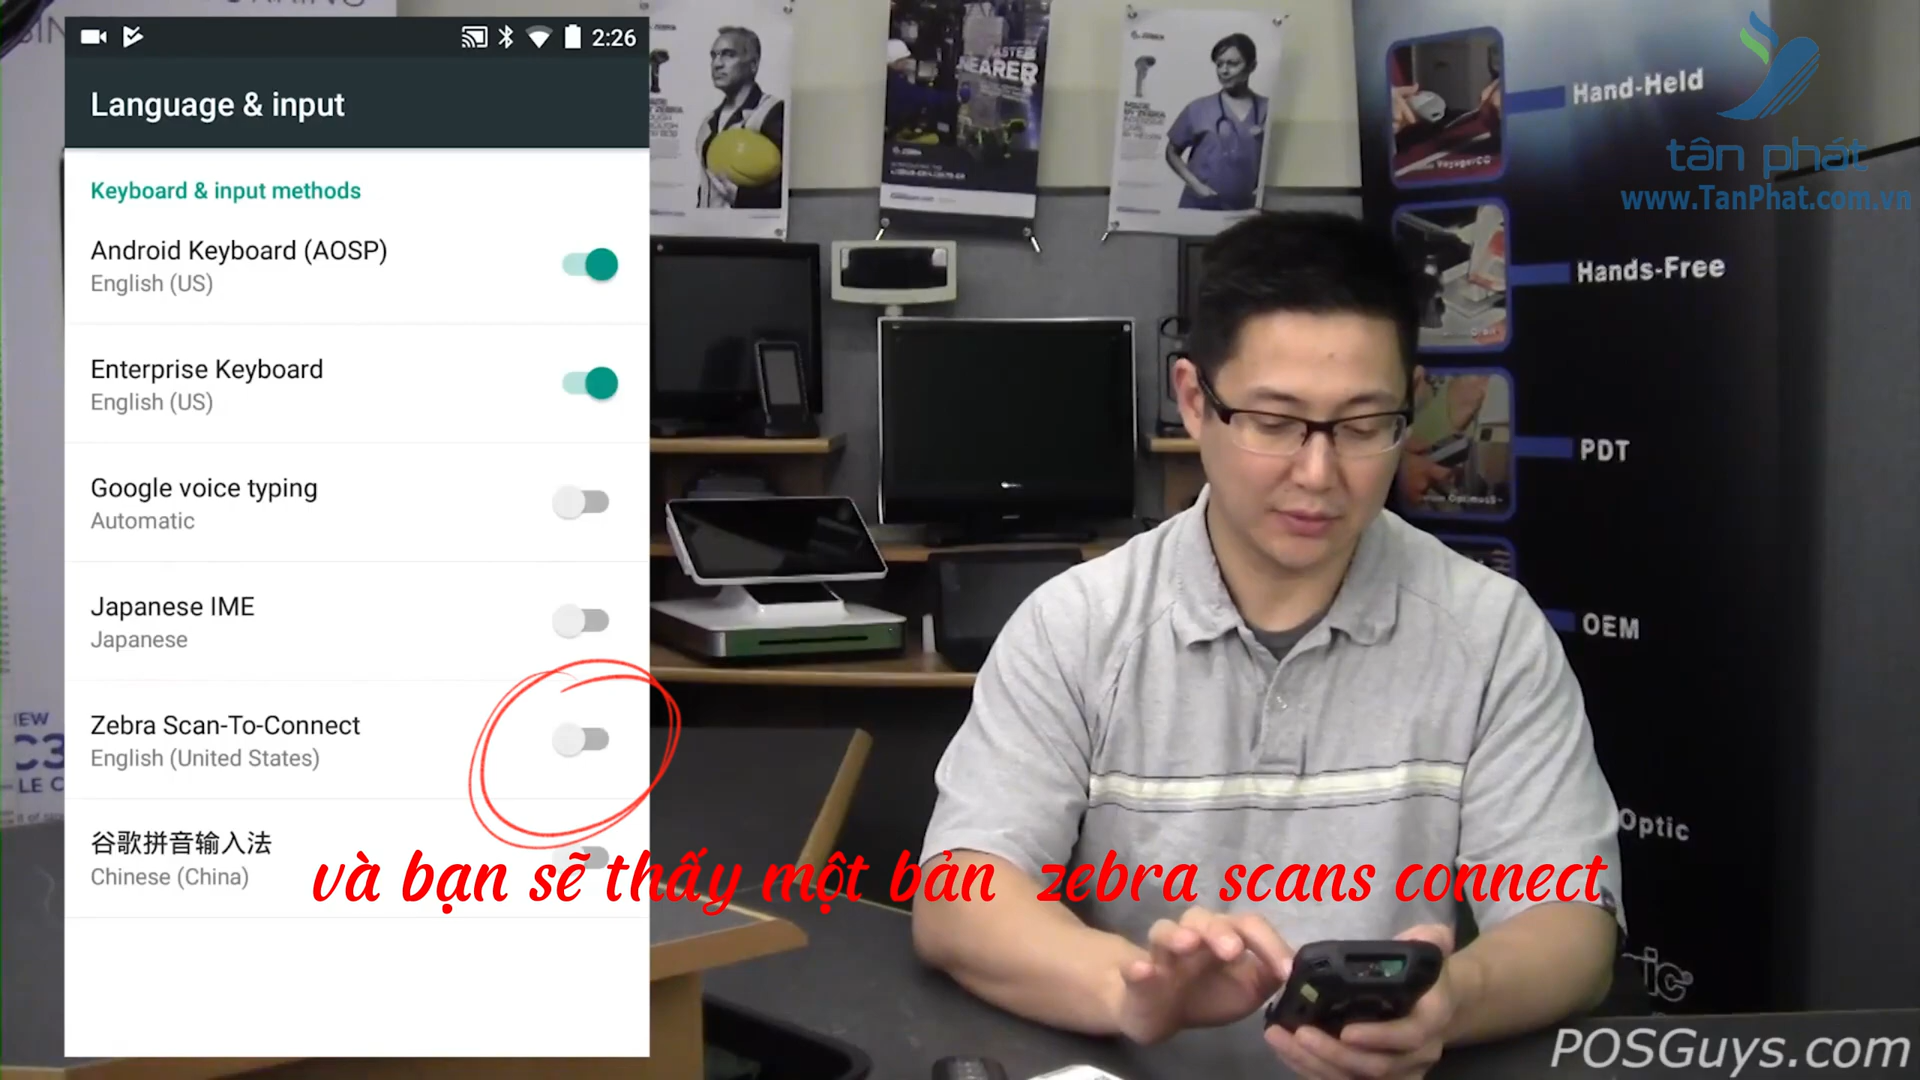 2:26
Language & input
Keyboard & input methods
Android Keyboard (AOSP)
English (US)
Enterprise Keyboard
English (US)
Google voice typing
Automatic
Japanese IME
Japanese
Zebra Scan-To-Connect
English (United States)
谷歌拼音输入法
Chinese (China)
và bạn sẽ thấy một bản zebra scans connect
FASTER
NEARER
Hand-Held
Hands-Free
PDT
OEM
Optic
tân phát
www.TanPhat.com.vn
POSGuys.com